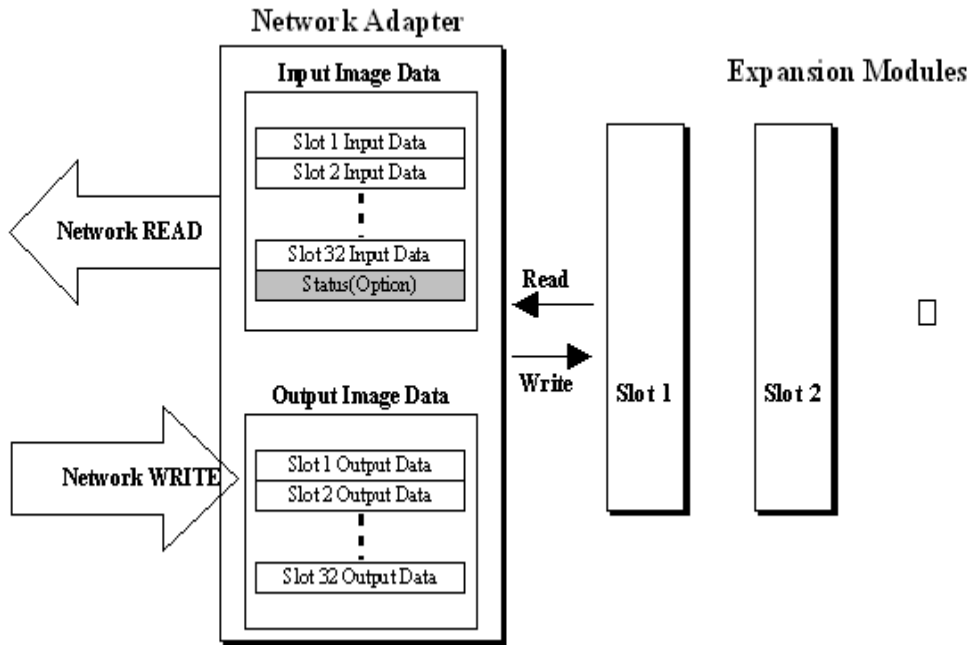 Network Adapter
Input Image Data
Slot 1 Input Data
Slot 2 Input Data
Slot 32 Input Data
Status(Option)
Network READ
Output Image Data
Slot 1 Output Data
Slot 2 Output Data
Slot 32 Output Data
Network WRITE
Read
Write
Expansion Modules
Slot 1
Slot 2